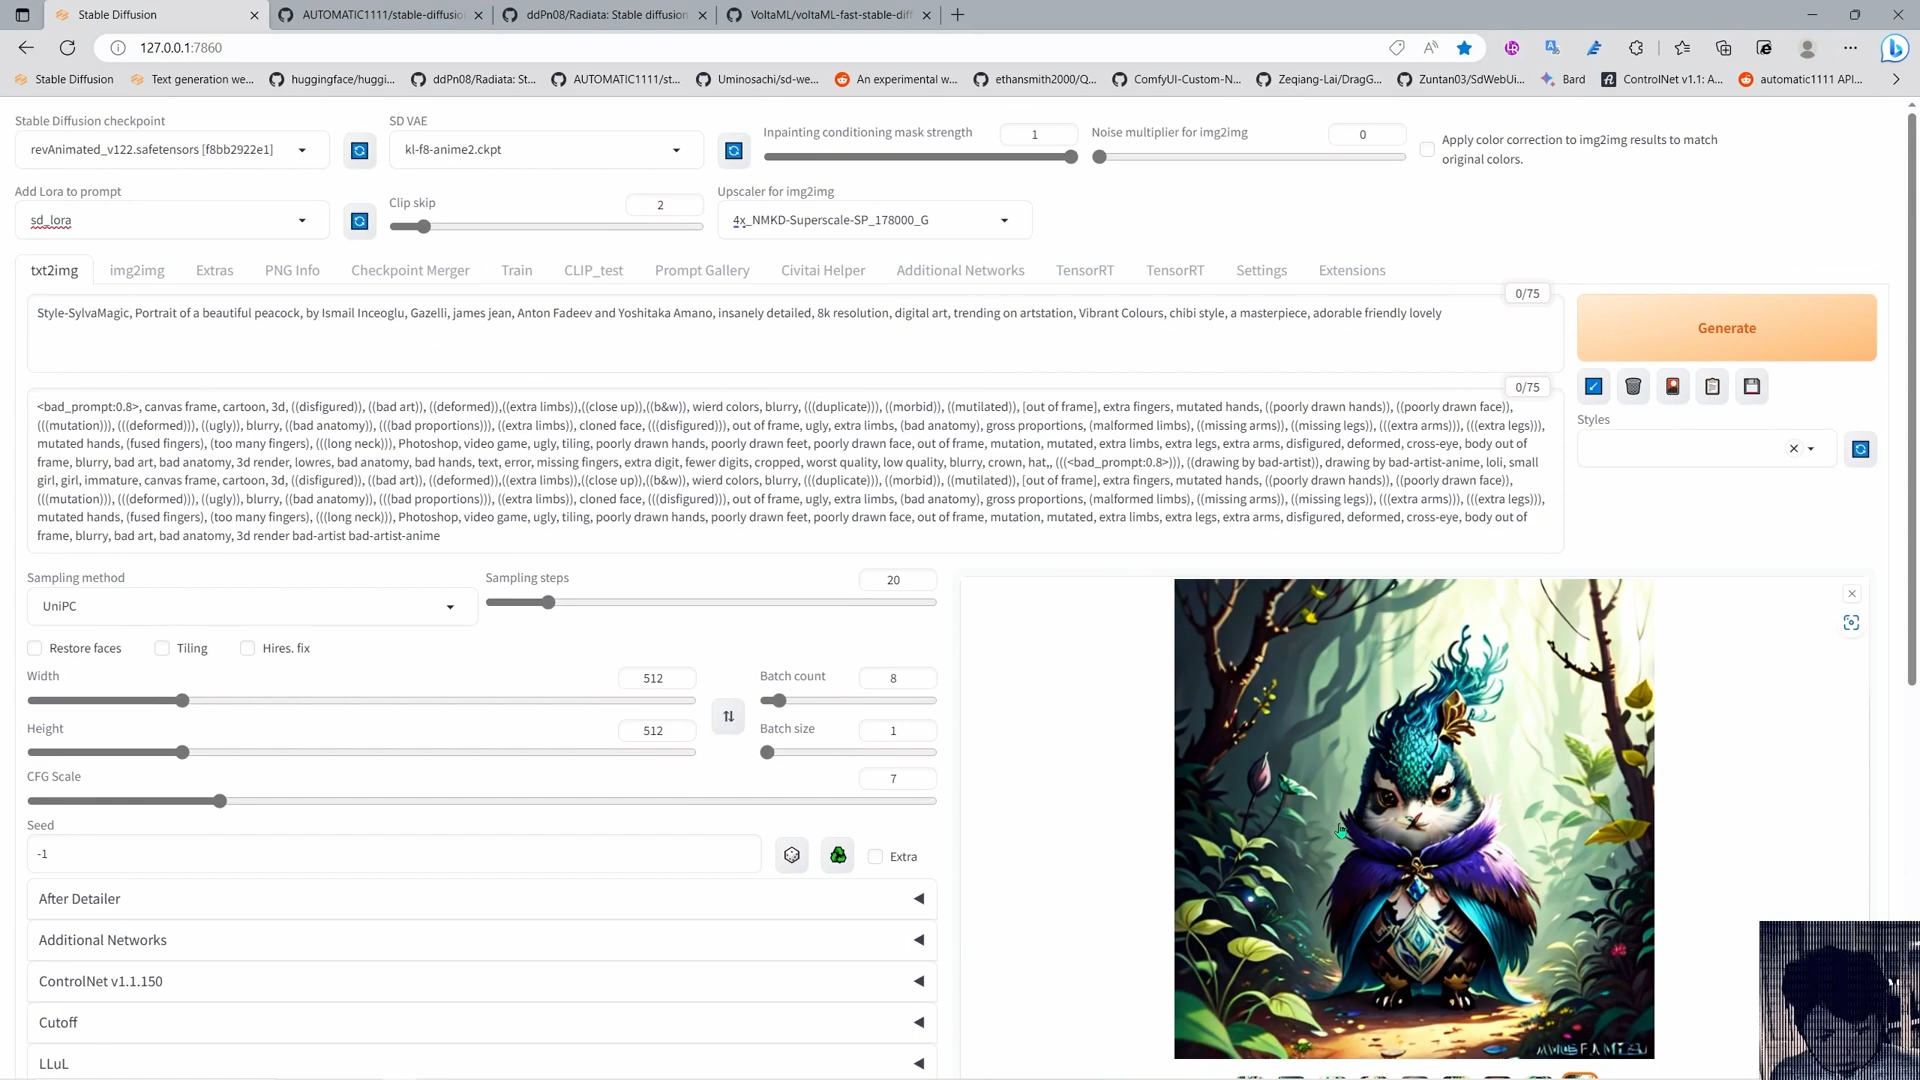 Stable Diffusion
AUTOMATIC1111/stable-diffusio
ddPn08/Radiata: Stable diffusion
VoltaML/voltaML-fast-stable-diff
127.0.0.1:7860
Stable Diffusion
Text generation we...
huggingface/huggi...
ddPn08/Radiata: St...
AUTOMATIC1111/st...
Uminosachi/sd-we...
An experimental w...
ethansmith2000/Q...
ComfyUI-Custom-N...
Zeqiang-Lai/DragG...
Zuntan03/SdWebUi...
Bard
ControlNet v1.1: A...
automatic1111 API...
Stable Diffusion checkpoint
revAnimated_v122.safetensors [f8bb2922e1]
SD VAE
kl-f8-anime2.ckpt
Inpainting conditioning mask strength
1
Noise multiplier for img2img
0
Apply color correction to img2img results to match
original colors.
Add Lora to prompt
sd_lora
Clip skip
2
Upscaler for img2img
4x_NMKD-Superscale-SP_178000_G
txt2img
img2img
Extras
PNG Info
Checkpoint Merger
Train
CLIP_test
Prompt Gallery
Civitai Helper
Additional Networks
TensorRT
TensorRT
Settings
Extensions
0/75
Style-SylvaMagic, Portrait of a beautiful peacock, by Ismail Inceoglu, Gazelli, james jean, Anton Fadeev and Yoshitaka Amano, insanely detailed, 8k resolution, digital art, trending on artstation, Vibrant Colours, chibi style, a masterpiece, adorable friendly lovely
Generate
0/75
<bad_prompt:0.8>, canvas frame, cartoon, 3d, ((disfigured)), ((bad art)), ((deformed)),((extra limbs)),((close up)),((b&w)), wierd colors, blurry, (((duplicate))), ((morbid)), ((mutilated)), [out of frame], extra fingers, mutated hands, ((poorly drawn hands)), ((poorly drawn face)),
(((mutation))), (((deformed))), ((ugly)), blurry, ((bad anatomy)), (((bad proportions))), ((extra limbs)), cloned face, (((disfigured))), out of frame, ugly, extra limbs, (bad anatomy), gross proportions, (malformed limbs), ((missing arms)), ((missing legs)), (((extra arms))), (((extra legs))),
mutated hands, (fused fingers), (too many fingers), (((long neck))), Photoshop, video game, ugly, tiling, poorly drawn hands, poorly drawn feet, poorly drawn face, out of frame, mutation, mutated, extra limbs, extra legs, extra arms, disfigured, deformed, cross-eye, body out of
frame, blurry, bad art, bad anatomy, 3d render, lowres, bad anatomy, bad hands, text, error, missing fingers, extra digit, fewer digits, cropped, worst quality, low quality, blurry, crown, hat,, (((<bad_prompt:0.8>))), ((drawing by bad-artist)), drawing by bad-artist-anime, loli, small
girl, girl, immature, canvas frame, cartoon, 3d, ((disfigured)), ((bad art)), ((deformed)),((extra limbs)),((close up)),((b&w)), wierd colors, blurry, (((duplicate))), ((morbid)), ((mutilated)), [out of frame], extra fingers, mutated hands, ((poorly drawn hands)), ((poorly drawn face)),
(((mutation))), (((deformed))), ((ugly)), blurry, ((bad anatomy)), (((bad proportions))), ((extra limbs)), cloned face, (((disfigured))), out of frame, ugly, extra limbs, (bad anatomy), gross proportions, (malformed limbs), ((missing arms)), ((missing legs)), (((extra arms))), (((extra legs))),
mutated hands, (fused fingers), (too many fingers), (((long neck))), Photoshop, video game, ugly, tiling, poorly drawn hands, poorly drawn feet, poorly drawn face, out of frame, mutation, mutated, extra limbs, extra legs, extra arms, disfigured, deformed, cross-eye, body out of
frame, blurry, bad art, bad anatomy, 3d render bad-artist bad-artist-anime
Styles
Sampling method
UniPC
Sampling steps
20
Restore faces
Tiling
Hires. fix
Width
512
Batch count
8
Height
512
Batch size
1
CFG Scale
7
Seed
-1
Extra
After Detailer
Additional Networks
ControlNet v1.1.150
Cutoff
LLuL